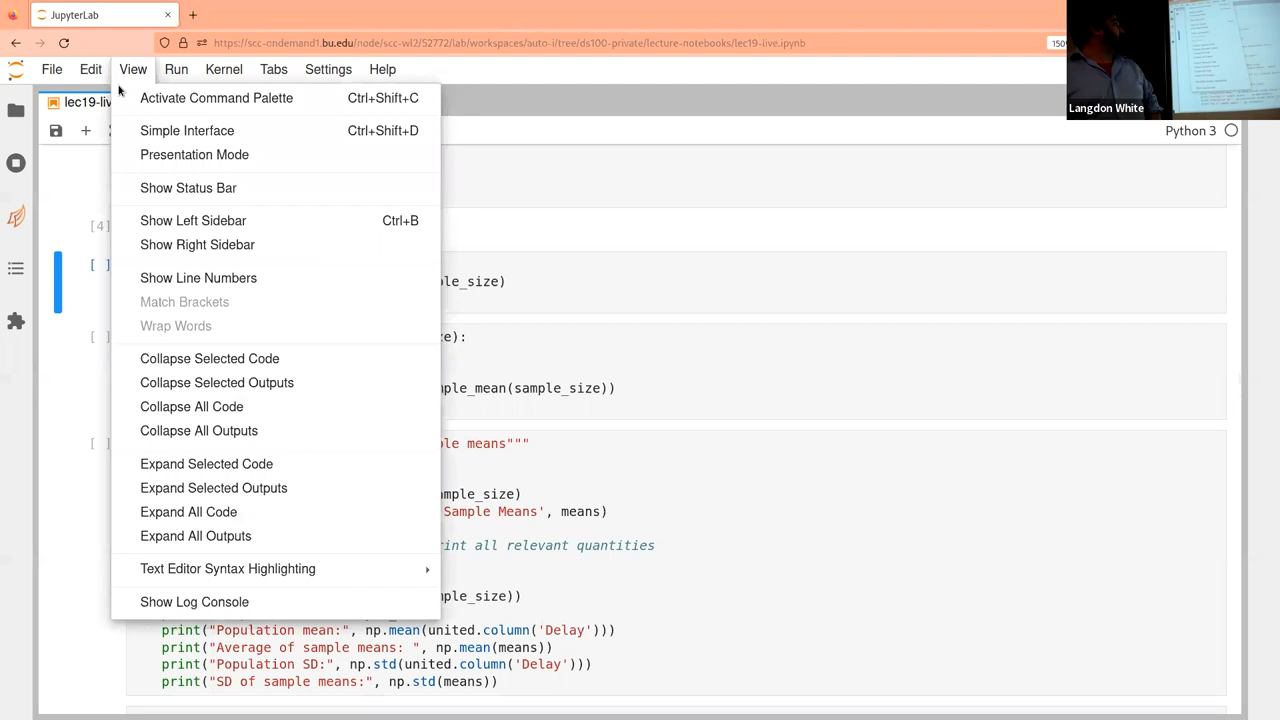 JupyterLab
https://scc-ondemand1.bu.edu/node/scc-wl2/52772/lab/workspaces/auto-i/tree/ds100-private/lecture-notebooks/lec19-live.ipynb
150
Langdon White
File Edit View Run Kernel Tabs Settings Help
lec19-liv
Python 3
Activate Command Palette Ctrl+Shift+C
Simple Interface Ctrl+Shift+D
Presentation Mode
Show Status Bar
Show Left Sidebar Ctrl+B
Show Right Sidebar
Show Line Numbers
Match Brackets
Wrap Words
Collapse Selected Code
Collapse Selected Outputs
Collapse All Code
Collapse All Outputs
Expand Selected Code
Expand Selected Outputs
Expand All Code
Expand All Outputs
Text Editor Syntax Highlighting
Show Log Console
[4]
[ ]
ple_size)
[ ]
ze):
mple_mean(sample_size))
[ ]
ple means"""
ample_size)
Sample Means', means)
rint all relevant quantities
ample_size))
print("Population mean:", np.mean(united.column('Delay')))
print("Average of sample means: ", np.mean(means))
print("Population SD:", np.std(united.column('Delay')))
print("SD of sample means:", np.std(means))